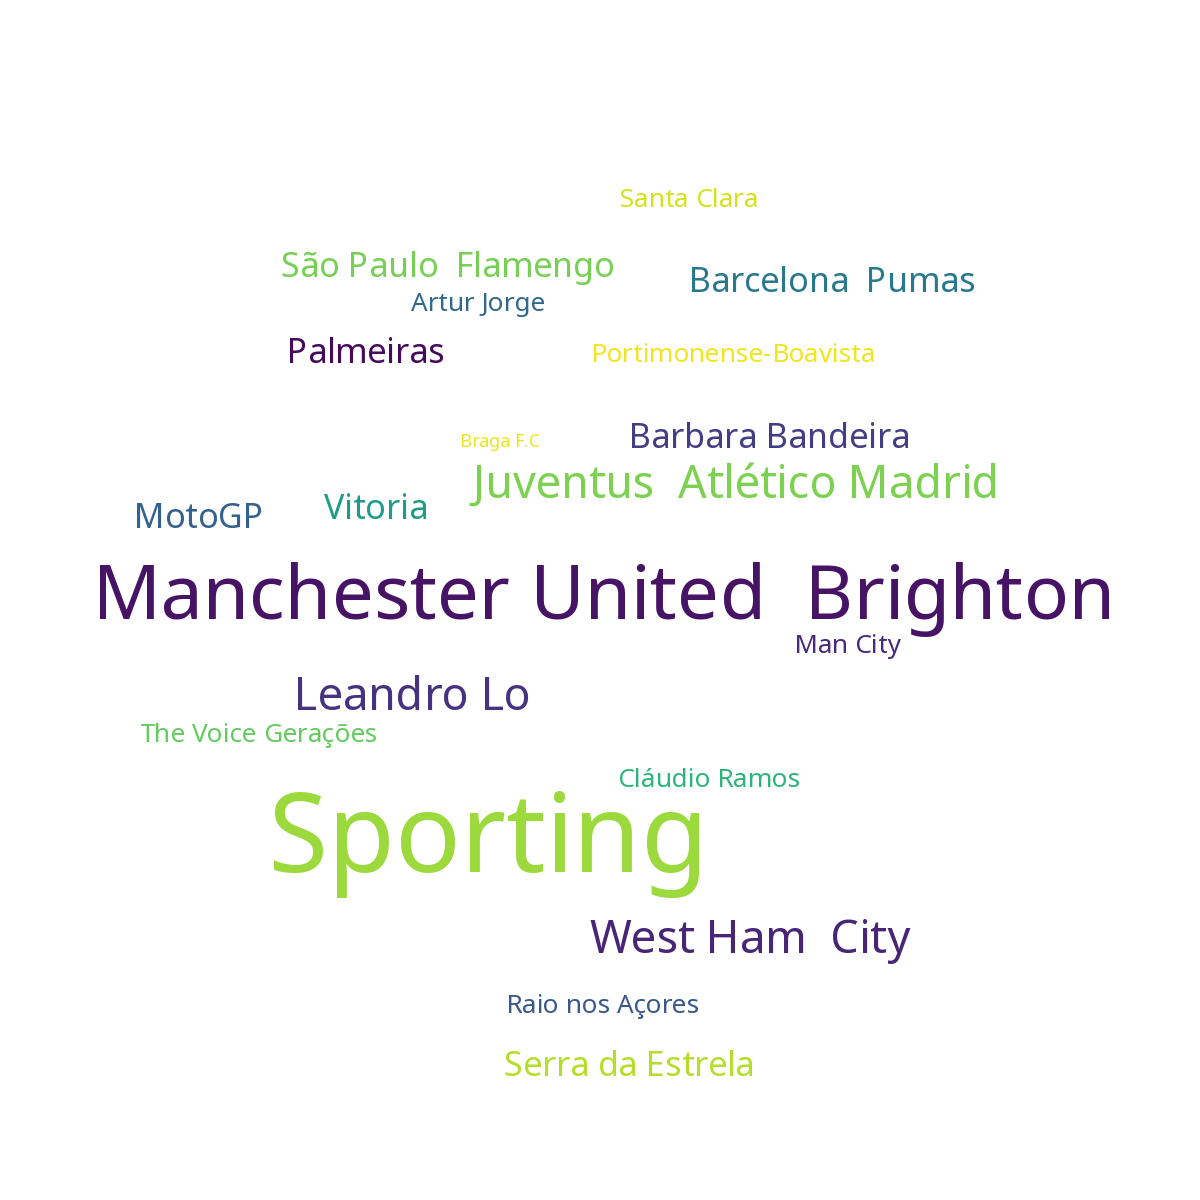 Santa Clara
São Paulo  Flamengo
Barcelona  Pumas
Artur Jorge
Palmeiras
Portimonense-Boavista
Braga F.C
Barbara Bandeira
Juventus  Atlético Madrid
MotoGP
Vitoria
Manchester United  Brighton
Man City
Leandro Lo
The Voice Gerações
Cláudio Ramos
Sporting
West Ham  City
Raio nos Açores
Serra da Estrela